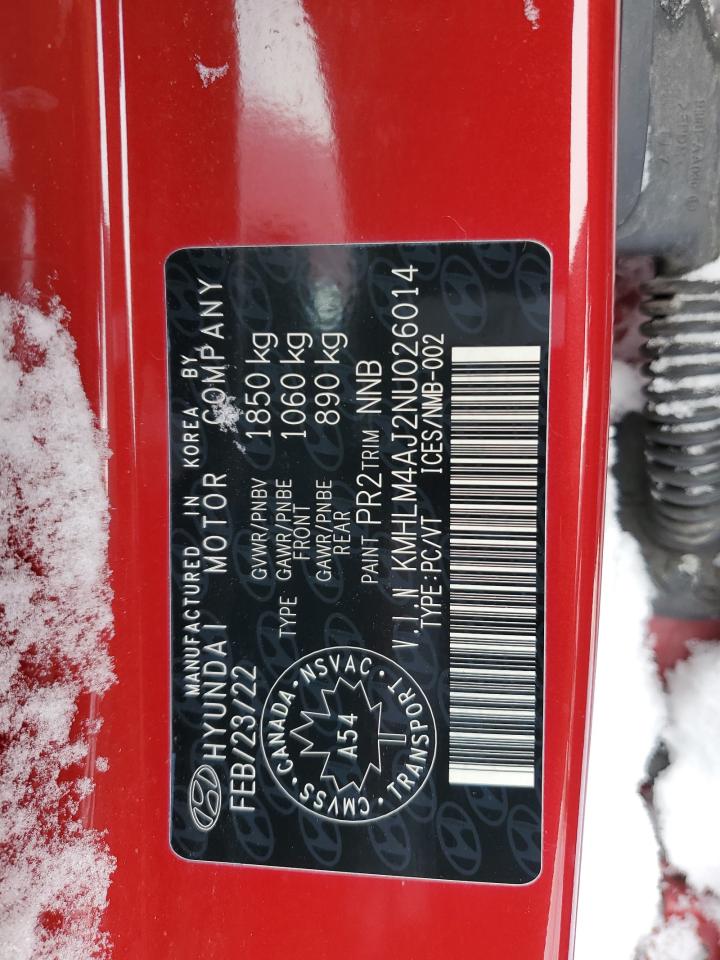 MANUFACTURED IN KOREA BY
HYUNDAI MOTOR COMPANY
FEB/23/22
GVWR/PNBV 1850 kg
TYPE GAWR/PNBE FRONT 1060 kg
GAWR/PNBE REAR 890 kg
PAINT PR2 TRIM NNB
CANADA · NSVAC · TRANSPORT · CMVSS ·
A54
V.I.N KMHLM4AJ2NU026014
TYPE:PC/VT ICES/NMB-002